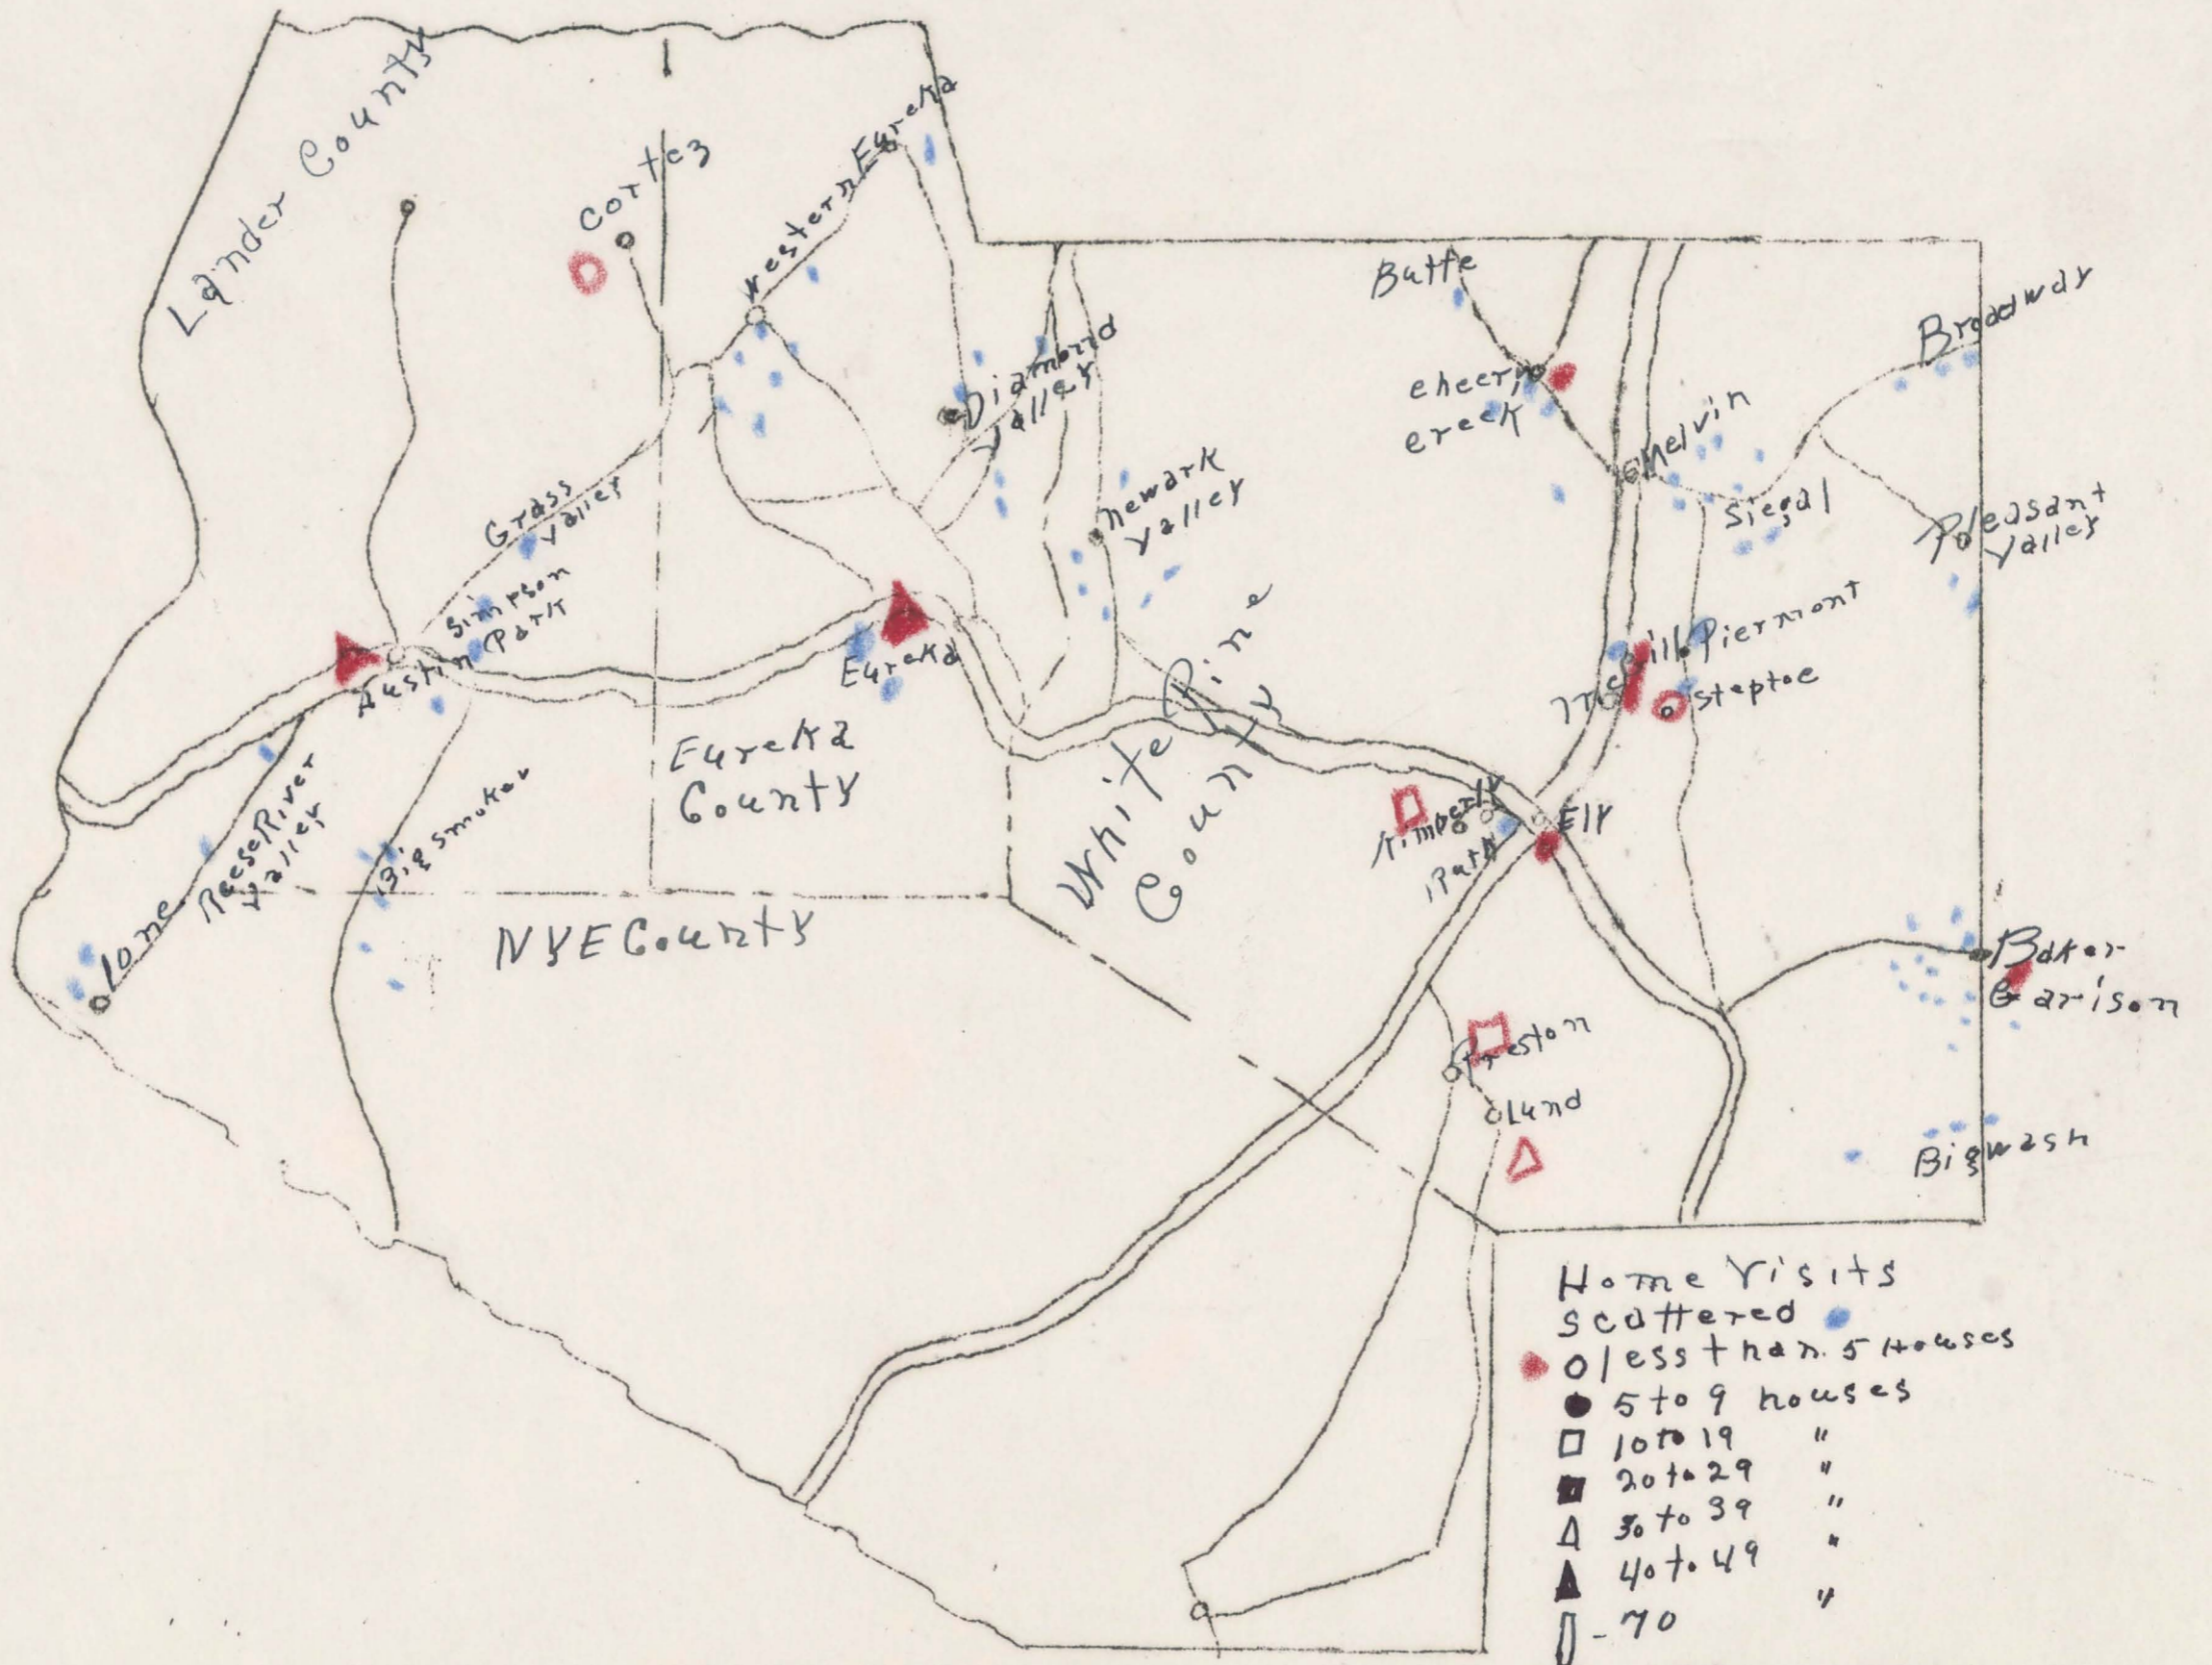 Lander County
Cortez
Western Eureka
Diamond
Valley
Butte
Broadway
cheery
creek
Melvin
Siegal
Pleasant
Valley
newark
valley
Grass
valley
Simpson
Park
Austin
Eureka
Piermont
steptoe
Eureka
County
White Pine
County
Kimberly
Ely
Reese River
Valley
Big smoker
Ione
NYE County
Baker
Garison
Preston
Lund
Bigwash
Home Visits
scattered
less than 5 Houses
5 to 9 houses
10 to 19 "
20 to 29 "
30 to 39 "
40 to 49 "
- 70 "